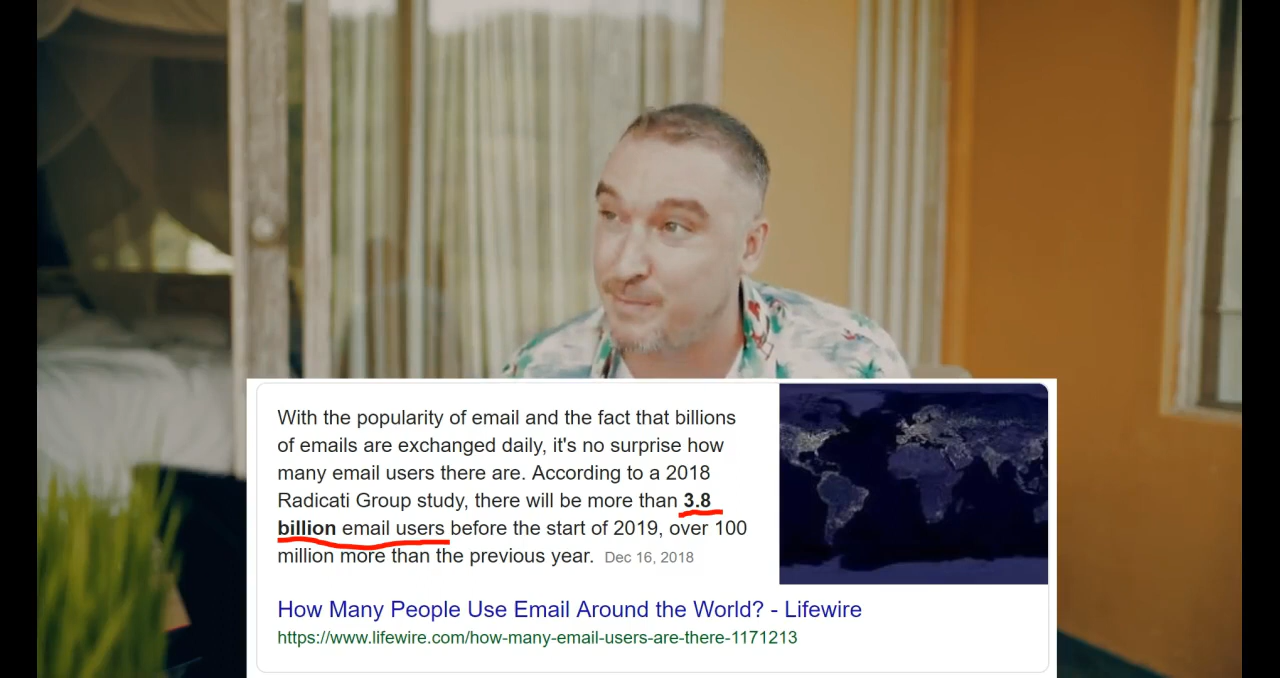 With the popularity of email and the fact that billions
of emails are exchanged daily, it's no surprise how
many email users there are. According to a 2018
Radicati Group study, there will be more than 3.8
billion email users before the start of 2019, over 100
million more than the previous year. Dec 16, 2018
How Many People Use Email Around the World? - Lifewire
https://www.lifewire.com/how-many-email-users-are-there-1171213